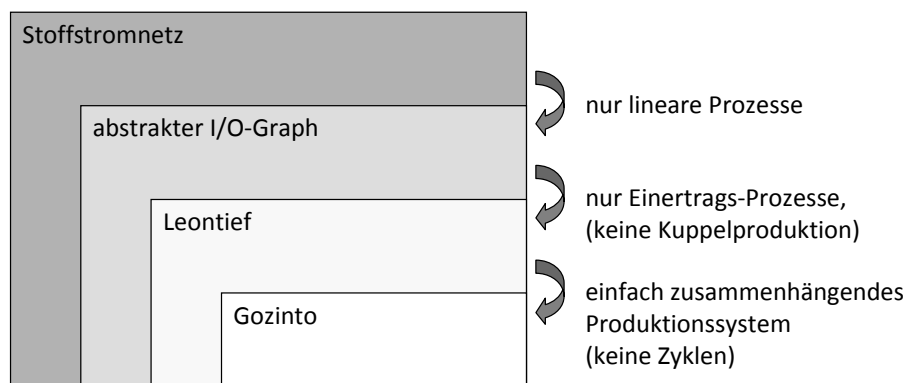 Stoffstromnetz
nur lineare Prozesse
abstrakter I/O-Graph
nur Einertrags-Prozesse,
(keine Kuppelproduktion)
Leontief
einfach zusammenhängendes
Produktionssystem
(keine Zyklen)
Gozinto